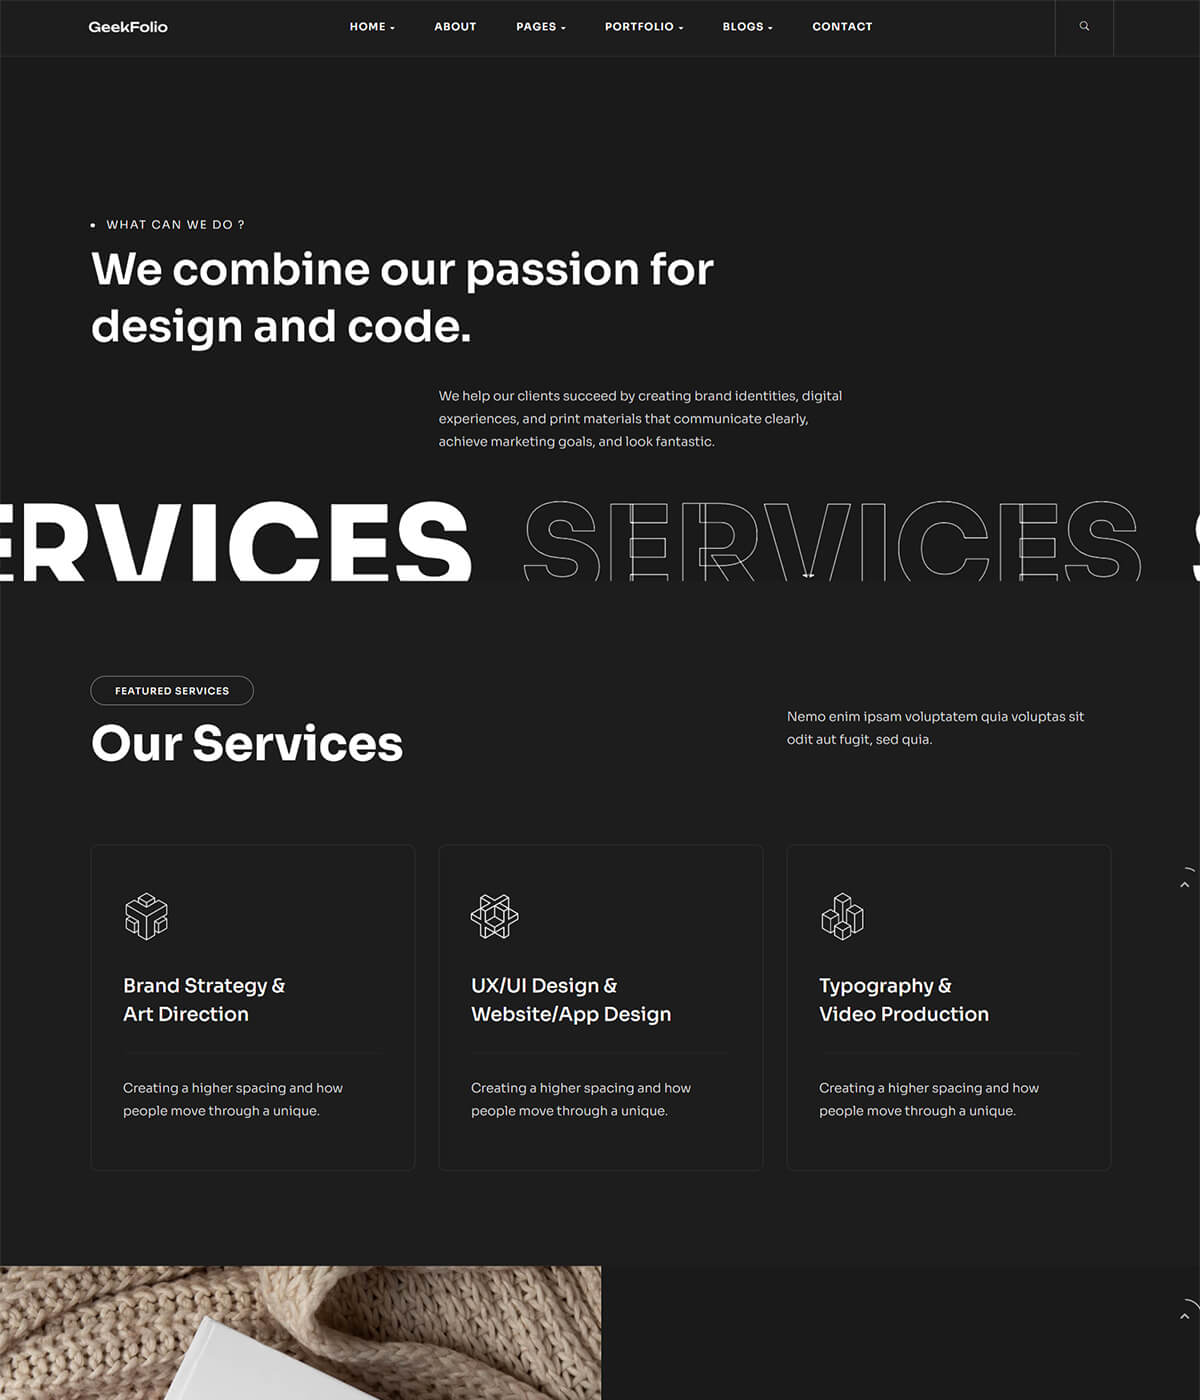 GeekFolio
HOME
ABOUT
PAGES
PORTFOLIO
BLOGS
CONTACT
WHAT CAN WE DO ?
We combine our passion for
design and code.
We help our clients succeed by creating brand identities, digital
experiences, and print materials that communicate clearly,
achieve marketing goals, and look fantastic.
ERVICES SERVICES S
FEATURED SERVICES
Our Services
Nemo enim ipsam voluptatem quia voluptas sit
odit aut fugit, sed quia.
Brand Strategy &
Art Direction
Creating a higher spacing and how
people move through a unique.
UX/UI Design &
Website/App Design
Creating a higher spacing and how
people move through a unique.
Typography &
Video Production
Creating a higher spacing and how
people move through a unique.